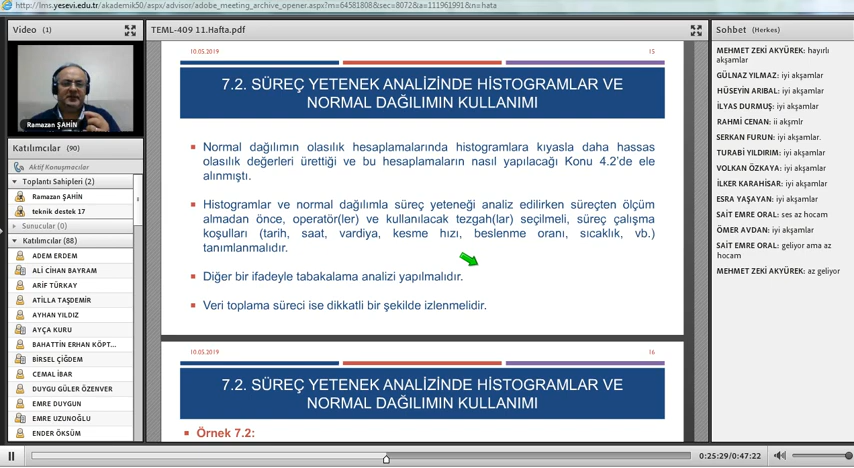 http://lms.yesevi.edu.tr/akademik50/aspx/advisor/adobe_meeting_archive_opener.aspx?m=64581808&sec=8072&a=111961991&n=hata
Video (1)
Ramazan ŞAHİN
Katılımcılar (90)
Aktif Konuşmacılar
Toplantı Sahipleri (2)
Ramazan ŞAHİN
teknik destek 17
Sunucular (0)
Katılımcılar (88)
ADEM ERDEM
ALİ CİHAN BAYRAM
ARİF TÜRKAY
ATİLLA TAŞDEMİR
AYHAN YILDIZ
AYÇA KURU
BAHATTİN ERHAN KÖPT...
BİRSEL ÇİĞDEM
CEMAL İBAR
DUYGU GÜLER ÖZENVER
EMRE DUYGUN
EMRE UZUNOĞLU
ENDER ÖKSÜM
TEML-409 11.Hafta.pdf
10.05.2019
15
7.2. SÜREÇ YETENEK ANALİZİNDE HİSTOGRAMLAR VE
NORMAL DAĞILIMIN KULLANIMI
Normal dağılımın olasılık hesaplamalarında histogramlara kıyasla daha hassas
olasılık değerleri ürettiği ve bu hesaplamaların nasıl yapılacağı Konu 4.2'de ele
alınmıştı.
Histogramlar ve normal dağılımla süreç yeteneği analiz edilirken süreçten ölçüm
almadan önce, operatör(ler) ve kullanılacak tezgah(lar) seçilmeli, süreç çalışma
koşulları (tarih, saat, vardiya, kesme hızı, beslenme oranı, sıcaklık, vb.)
tanımlanmalıdır.
Diğer bir ifadeyle tabakalama analizi yapılmalıdır.
Veri toplama süreci ise dikkatli bir şekilde izlenmelidir.
10.05.2019
16
7.2. SÜREÇ YETENEK ANALİZİNDE HİSTOGRAMLAR VE
NORMAL DAĞILIMIN KULLANIMI
Örnek 7.2:
Sohbet (Herkes)
MEHMET ZEKİ AKYÜREK: hayırlı
akşamlar
GÜLNAZ YILMAZ: iyi akşamlar
HÜSEYİN ARIBAL: iyi akşamlar
İLYAS DURMUŞ: iyi akşamlar
RAHMİ CENAN: ii akşmlr
SERKAN FURUN: iyi akşamlar.
TURABİ YILDIRIM: iyi akşamlar
VOLKAN ÖZKAYA: iyi akşamlar
İLKER KARAHİSAR: iyi akşamlar
ESRA YAŞAYAN: iyi akşamlar
SAİT EMRE ORAL: ses az hocam
ÖMER AVDAN: iyi akşamlar
SAİT EMRE ORAL: geliyor ama az
hocam
MEHMET ZEKİ AKYÜREK: az geliyor
0:25:29/0:47:22